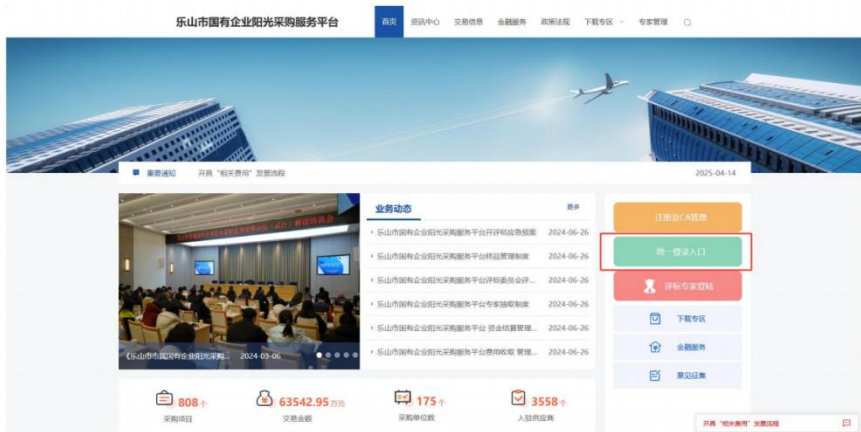 乐山市国有企业阳光采购服务平台
首页 资讯中心 交易信息 金融服务 政策法规 下载专区 专家管理
重要通知 开具“相关费用”发票流程 2025-04-14
业务动态 更多
乐山市国有企业阳光采购服务平台开评标应急预案 2024-06-26
乐山市国有企业阳光采购服务平台样品管理制度 2024-06-26
乐山市国有企业阳光采购服务平台评标委员会评... 2024-06-26
乐山市国有企业阳光采购服务平台专家抽取制度 2024-06-26
乐山市国有企业阳光采购服务平台 资金结算管理... 2024-06-26
乐山市国有企业阳光采购服务平台费用收取 管理... 2024-06-26
《乐山市市属国有企业阳光采购... 2024-03-06
注册及CA管理
统一登录入口
评标专家登陆
下载专区
金融服务
意见征集
808个
采购项目
63542.95万元
交易金额
175个
采购单位数
3558个
入驻供应商
开具“相关费用”发票流程